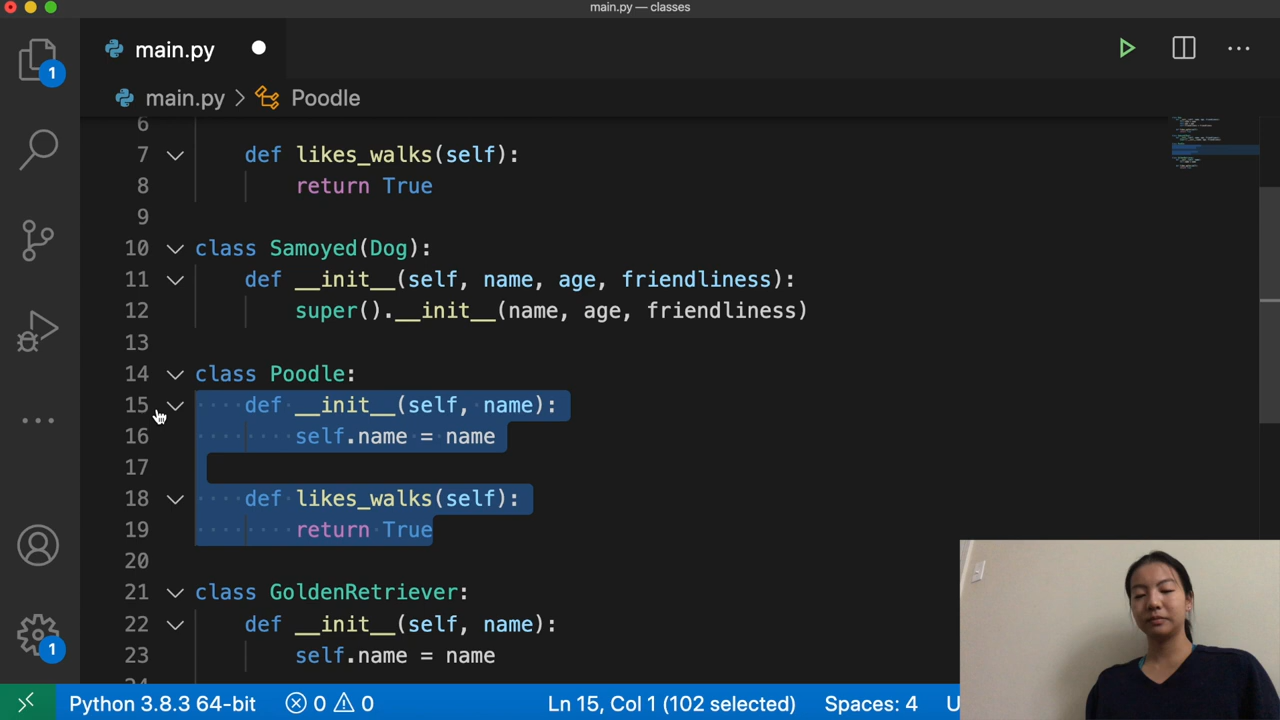 main.py — classes
1
main.py
main.py > Poodle
6
7 def likes_walks(self):
8 return True
9
10 class Samoyed(Dog):
11 def __init__(self, name, age, friendliness):
12 super().__init__(name, age, friendliness)
13
14 class Poodle:
15 def __init__(self, name):
16 self.name = name
17
18 def likes_walks(self):
19 return True
20
21 class GoldenRetriever:
22 def __init__(self, name):
23 self.name = name
1
Python 3.8.3 64-bit 0 0 Ln 15, Col 1 (102 selected) Spaces: 4 U